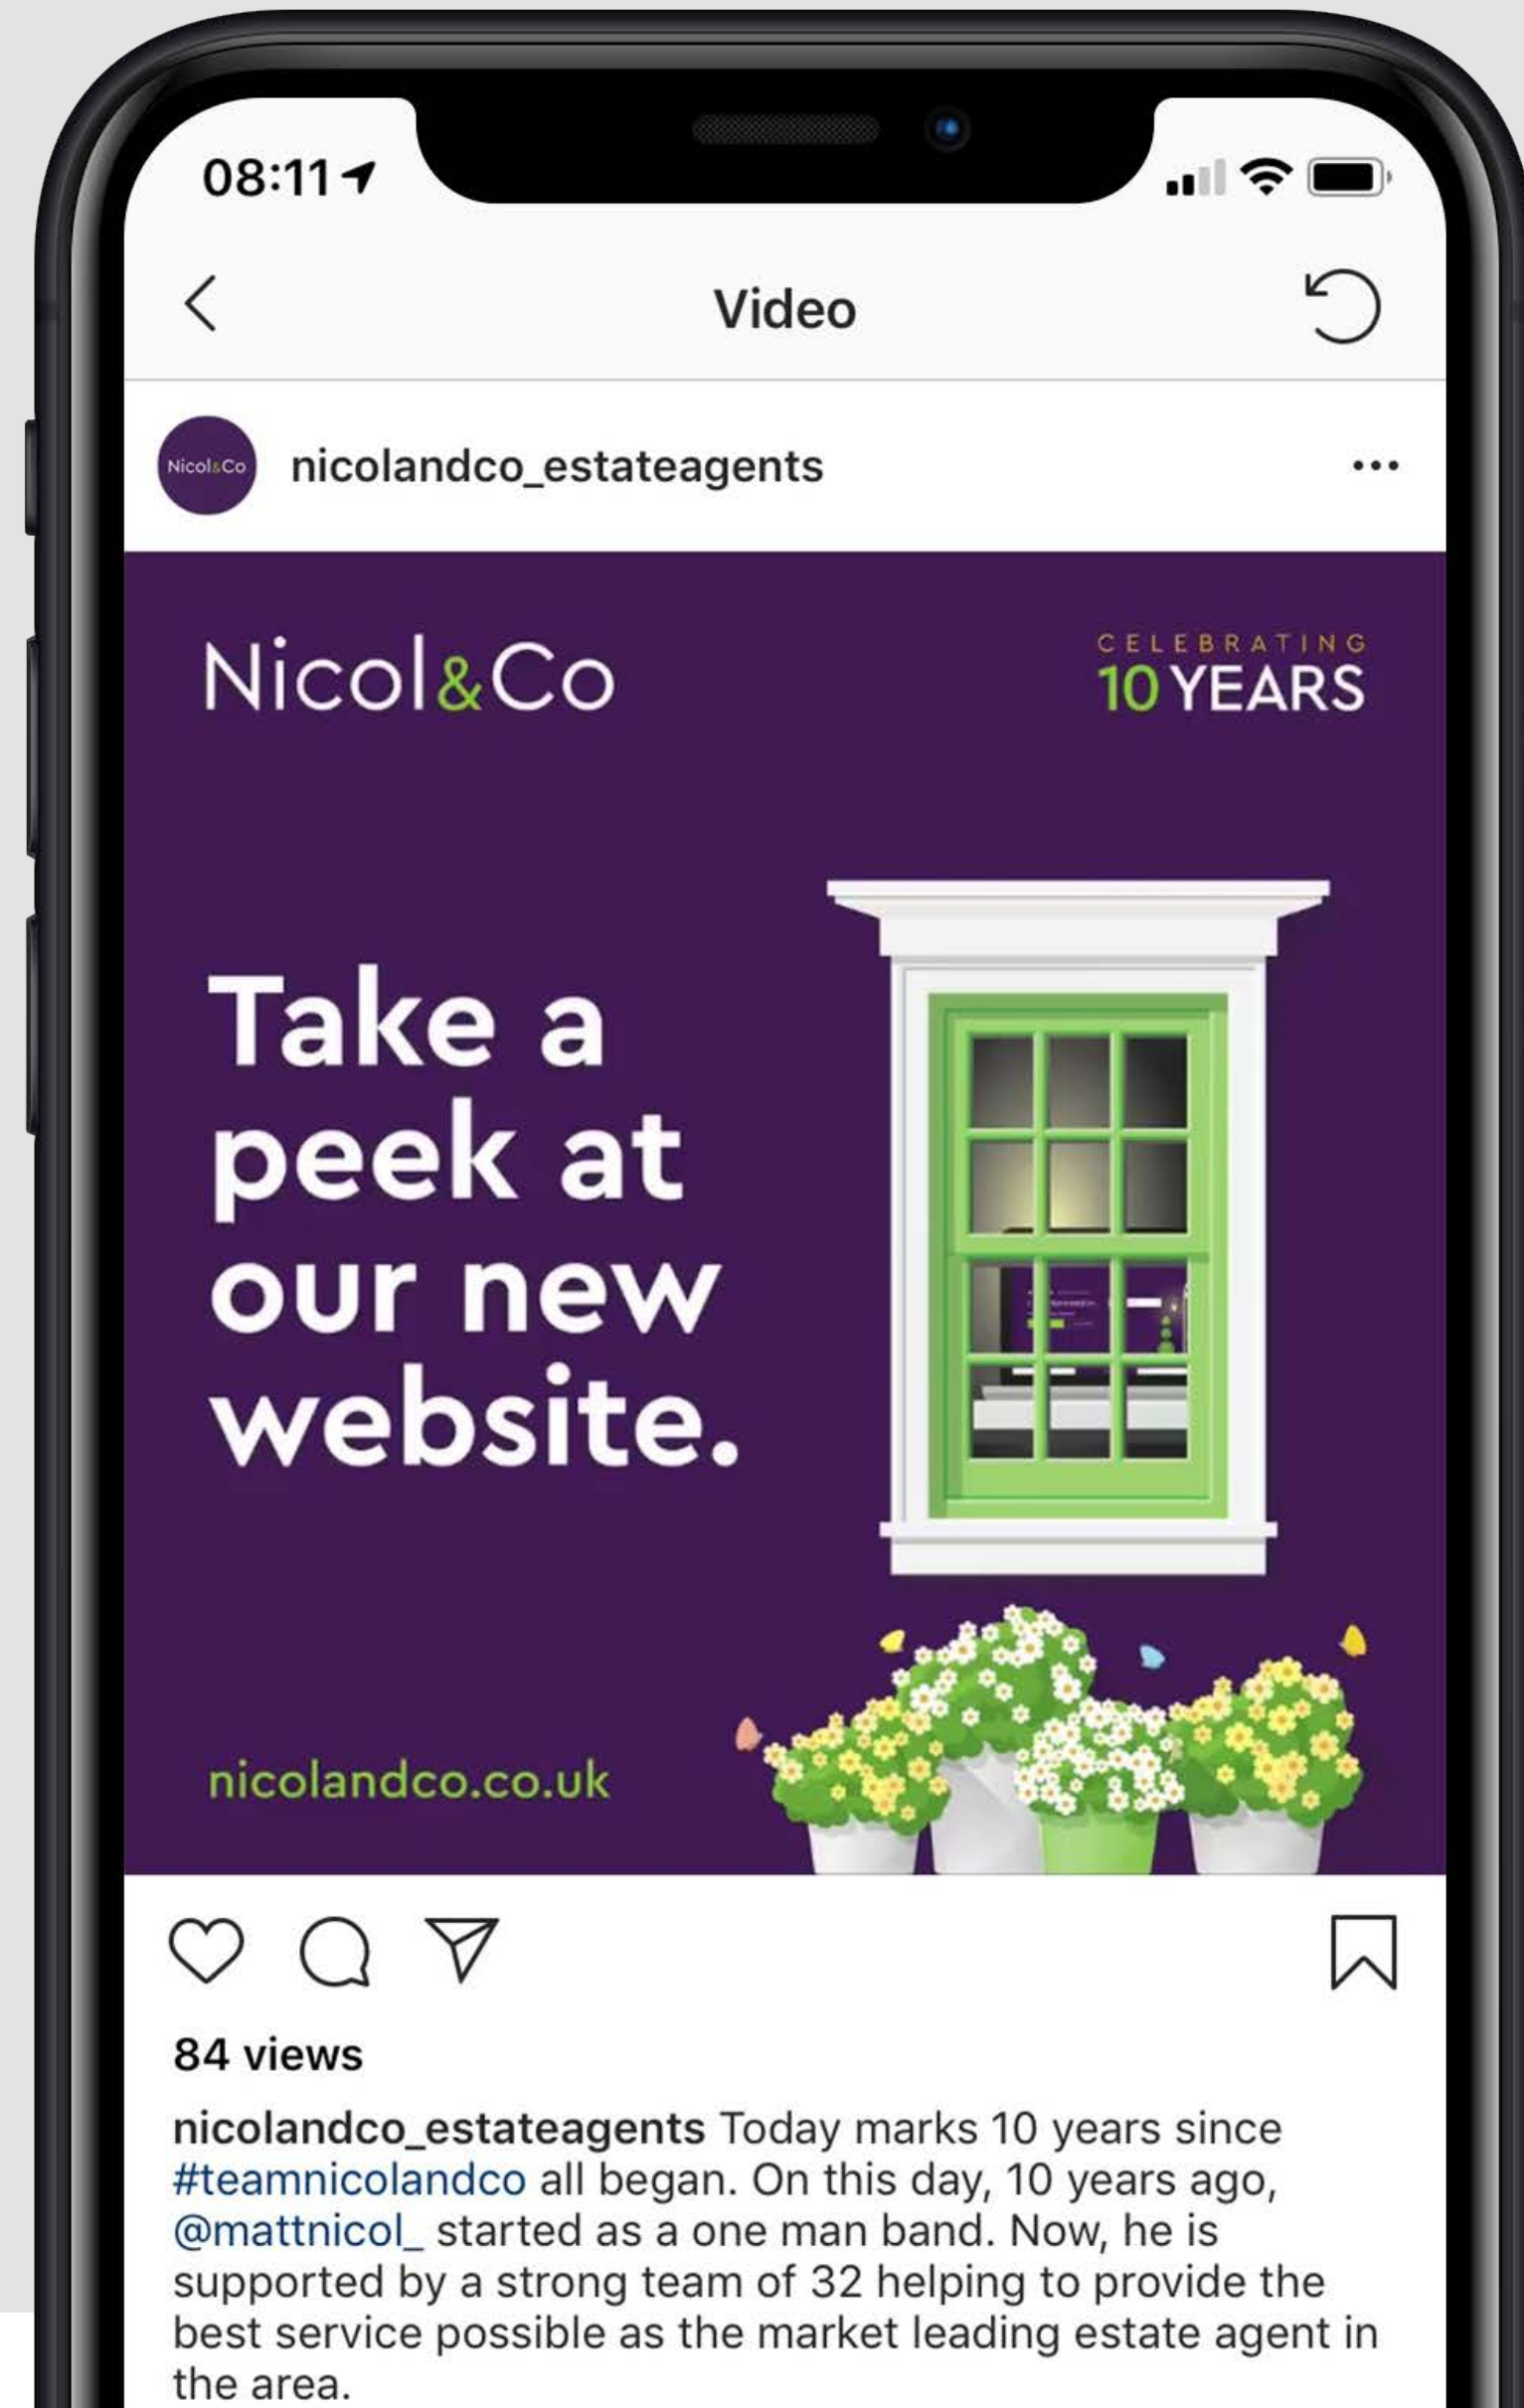 08:11
Video
Nicol&Co
nicolandco_estateagents
Nicol&Co
CELEBRATING
10 YEARS
Take a
peek at
our new
website.
nicolandco.co.uk
84 views
nicolandco_estateagents Today marks 10 years since
#teamnicolandco all began. On this day, 10 years ago,
@mattnicol_ started as a one man band. Now, he is
supported by a strong team of 32 helping to provide the
best service possible as the market leading estate agent in
the area.